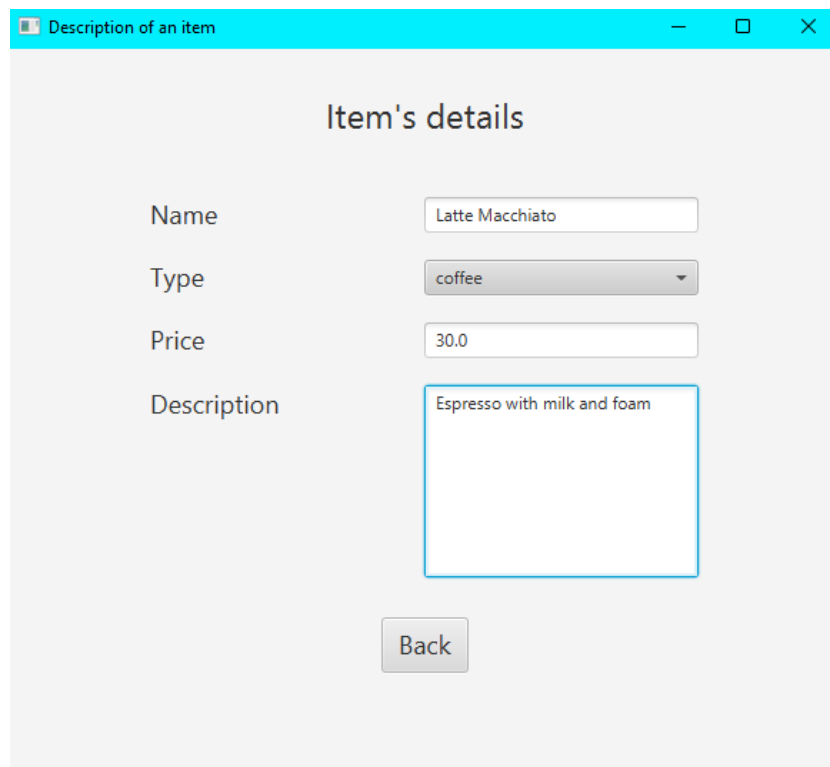 Description of an item
Item's details
Name
Latte Macchiato
Type
coffee
Price
30.0
Description
Espresso with milk and foam
Back